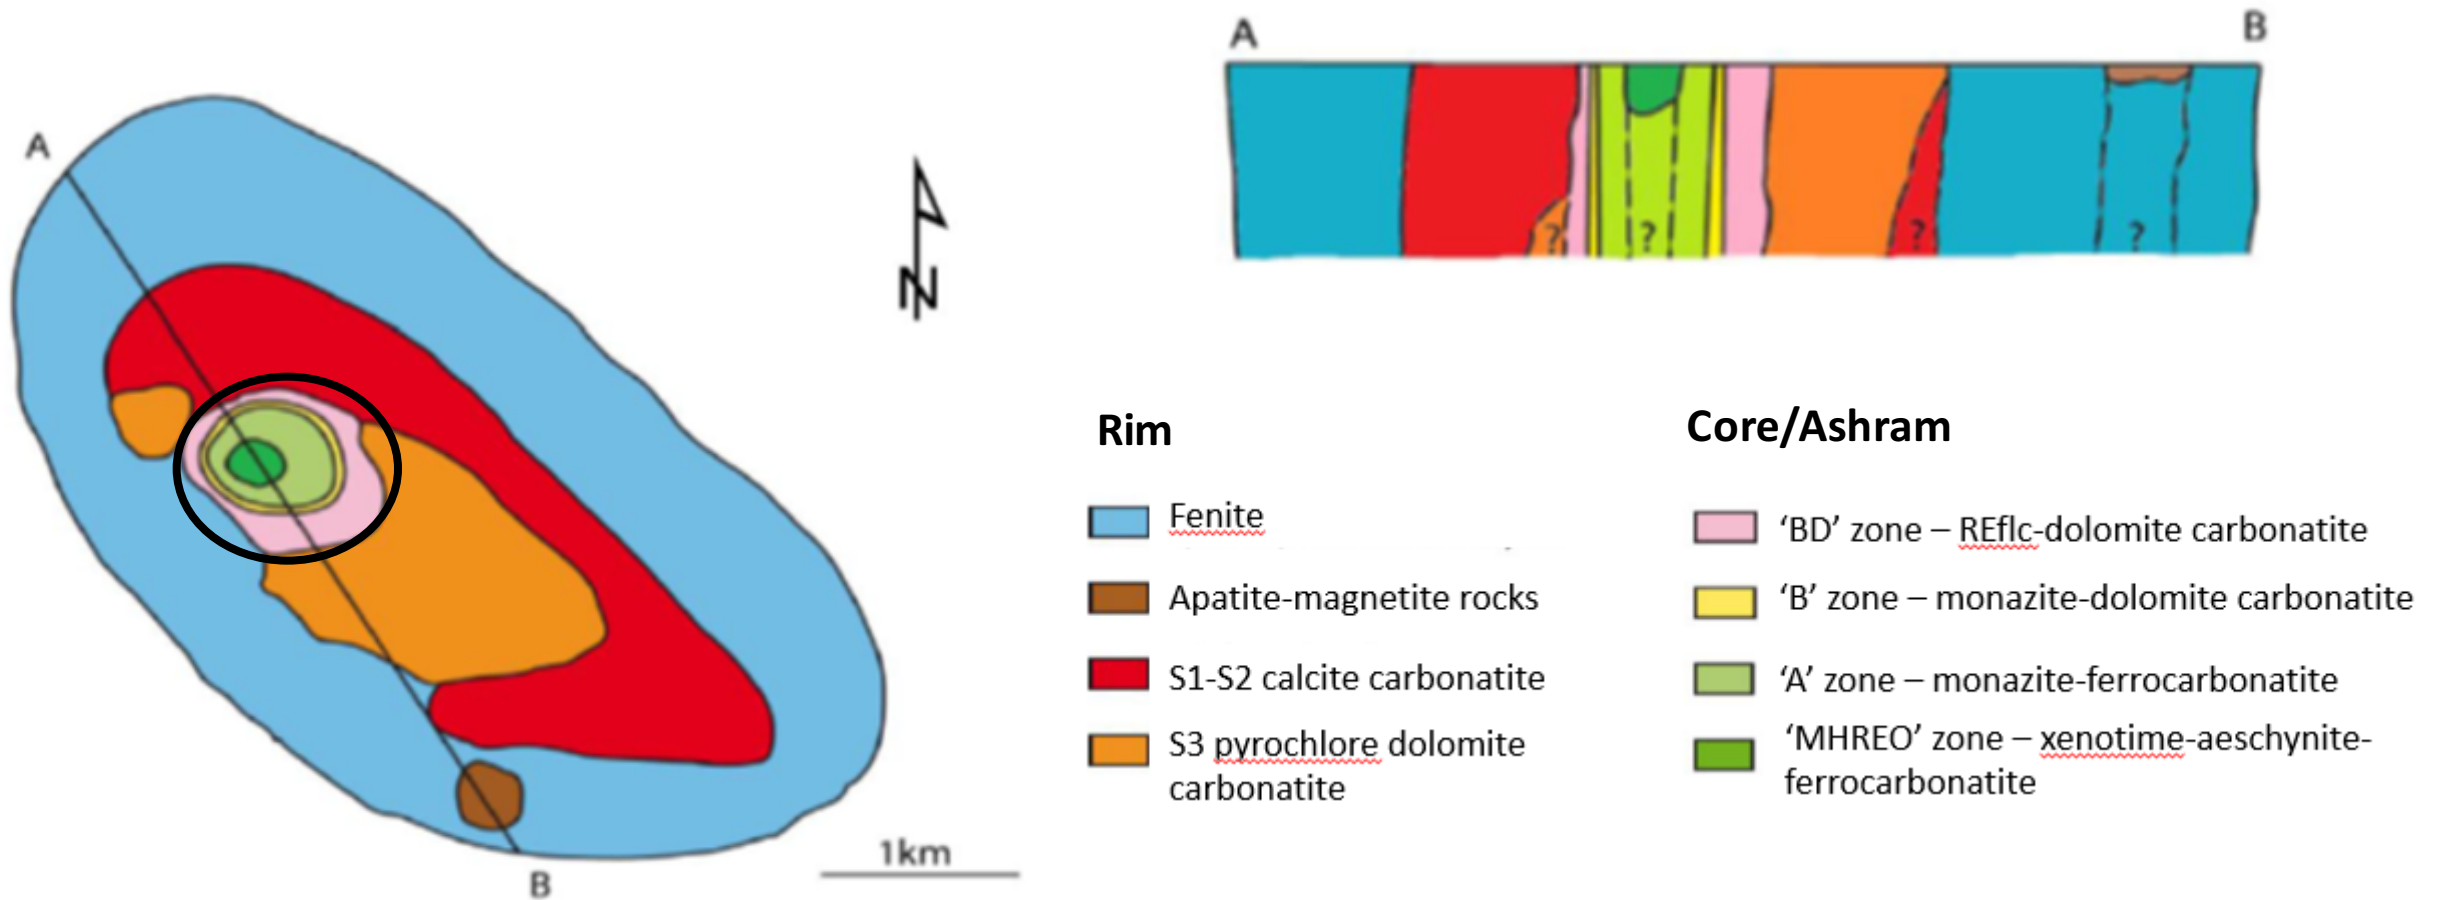 A
B
A
N
?
?
?
?
Rim
Core/Ashram
Fenite
Apatite-magnetite rocks
S1-S2 calcite carbonatite
S3 pyrochlore dolomite
carbonatite
‘BD’ zone – REflc-dolomite carbonatite
‘B’ zone – monazite-dolomite carbonatite
‘A’ zone – monazite-ferrocarbonatite
‘MHREO’ zone – xenotime-aeschynite-
ferrocarbonatite
1km
B